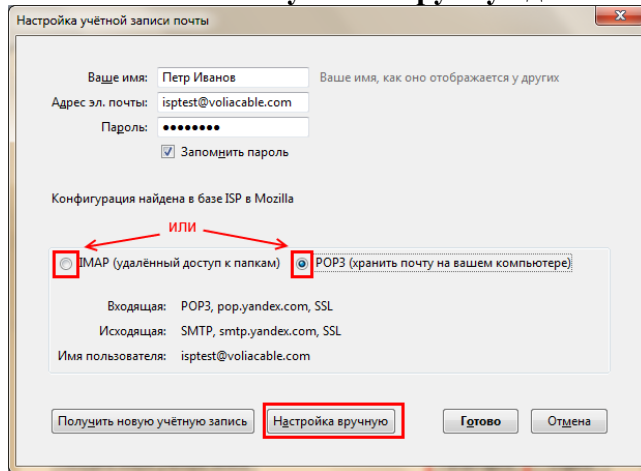 Настройка учётной записи почты
Ваше имя: Петр Иванов Ваше имя, как оно отображается у других
Адрес эл. почты: isptest@voliacable.com
Пароль: ●●●●●●●●
Запомнить пароль
Конфигурация найдена в базе ISP в Mozilla
или
IMAP (удалённый доступ к папкам) POP3 (хранить почту на вашем компьютере)
Входящая: POP3, pop.yandex.com, SSL
Исходящая: SMTP, smtp.yandex.com, SSL
Имя пользователя: isptest@voliacable.com
Получить новую учётную запись Настройка вручную Готово Отмена